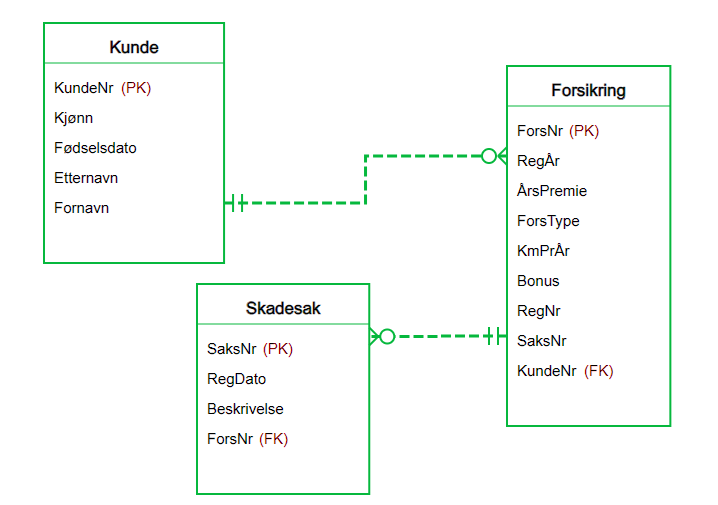 Kunde
KundeNr (PK)
Kjønn
Fødselsdato
Etternavn
Fornavn
Forsikring
ForsNr (PK)
RegÅr
ÅrsPremie
ForsType
KmPrÅr
Bonus
RegNr
SaksNr
KundeNr (FK)
Skadesak
SaksNr (PK)
RegDato
Beskrivelse
ForsNr (FK)